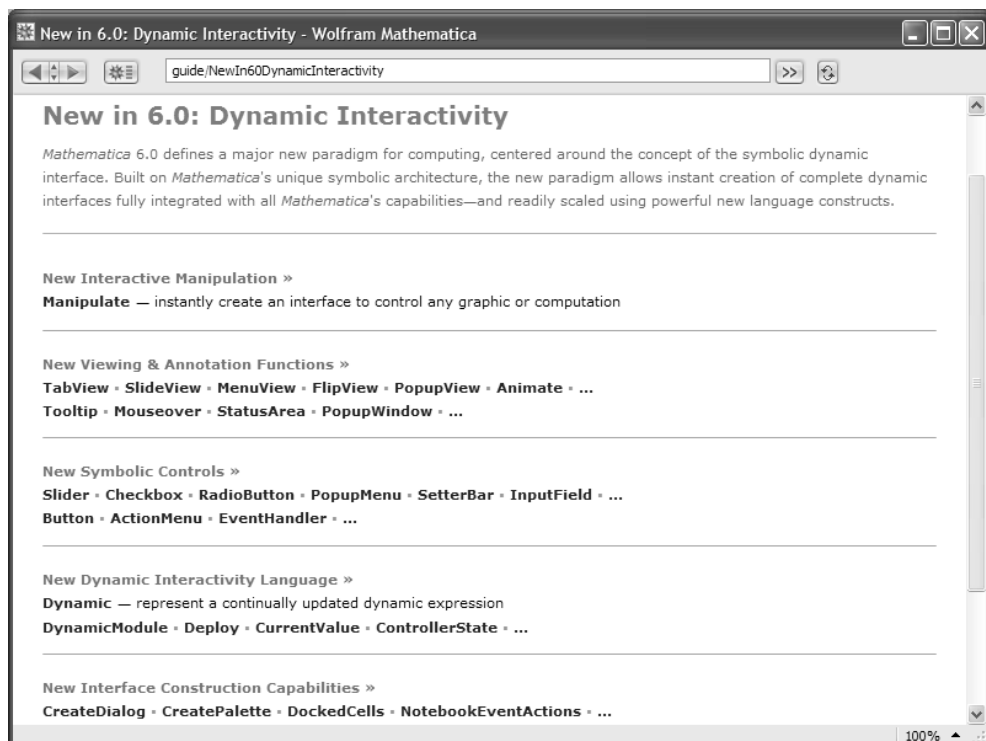 New in 6.0: Dynamic Interactivity - Wolfram Mathematica
guide/NewIn60DynamicInteractivity
>>
New in 6.0: Dynamic Interactivity
Mathematica 6.0 defines a major new paradigm for computing, centered around the concept of the symbolic dynamic
interface. Built on Mathematica's unique symbolic architecture, the new paradigm allows instant creation of complete dynamic
interfaces fully integrated with all Mathematica's capabilities—and readily scaled using powerful new language constructs.
New Interactive Manipulation »
Manipulate — instantly create an interface to control any graphic or computation
New Viewing & Annotation Functions »
TabView ▪ SlideView ▪ MenuView ▪ FlipView ▪ PopupView ▪ Animate ▪ ...
Tooltip ▪ Mouseover ▪ StatusArea ▪ PopupWindow ▪ ...
New Symbolic Controls »
Slider ▪ Checkbox ▪ RadioButton ▪ PopupMenu ▪ SetterBar ▪ InputField ▪ ...
Button ▪ ActionMenu ▪ EventHandler ▪ ...
New Dynamic Interactivity Language »
Dynamic — represent a continually updated dynamic expression
DynamicModule ▪ Deploy ▪ CurrentValue ▪ ControllerState ▪ ...
New Interface Construction Capabilities »
CreateDialog ▪ CreatePalette ▪ DockedCells ▪ NotebookEventActions ▪ ...
100%